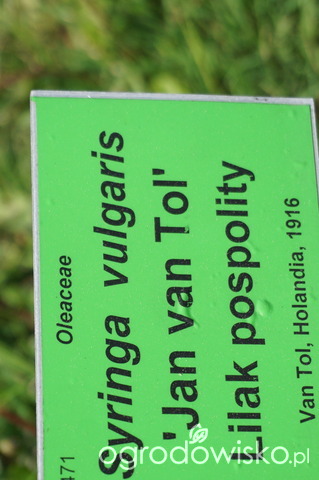 471
Oleaceae
Syringa vulgaris
'Jan van Tol'
Lilak pospolity
Van Tol, Holandia, 1916
ogrodowisko.pl